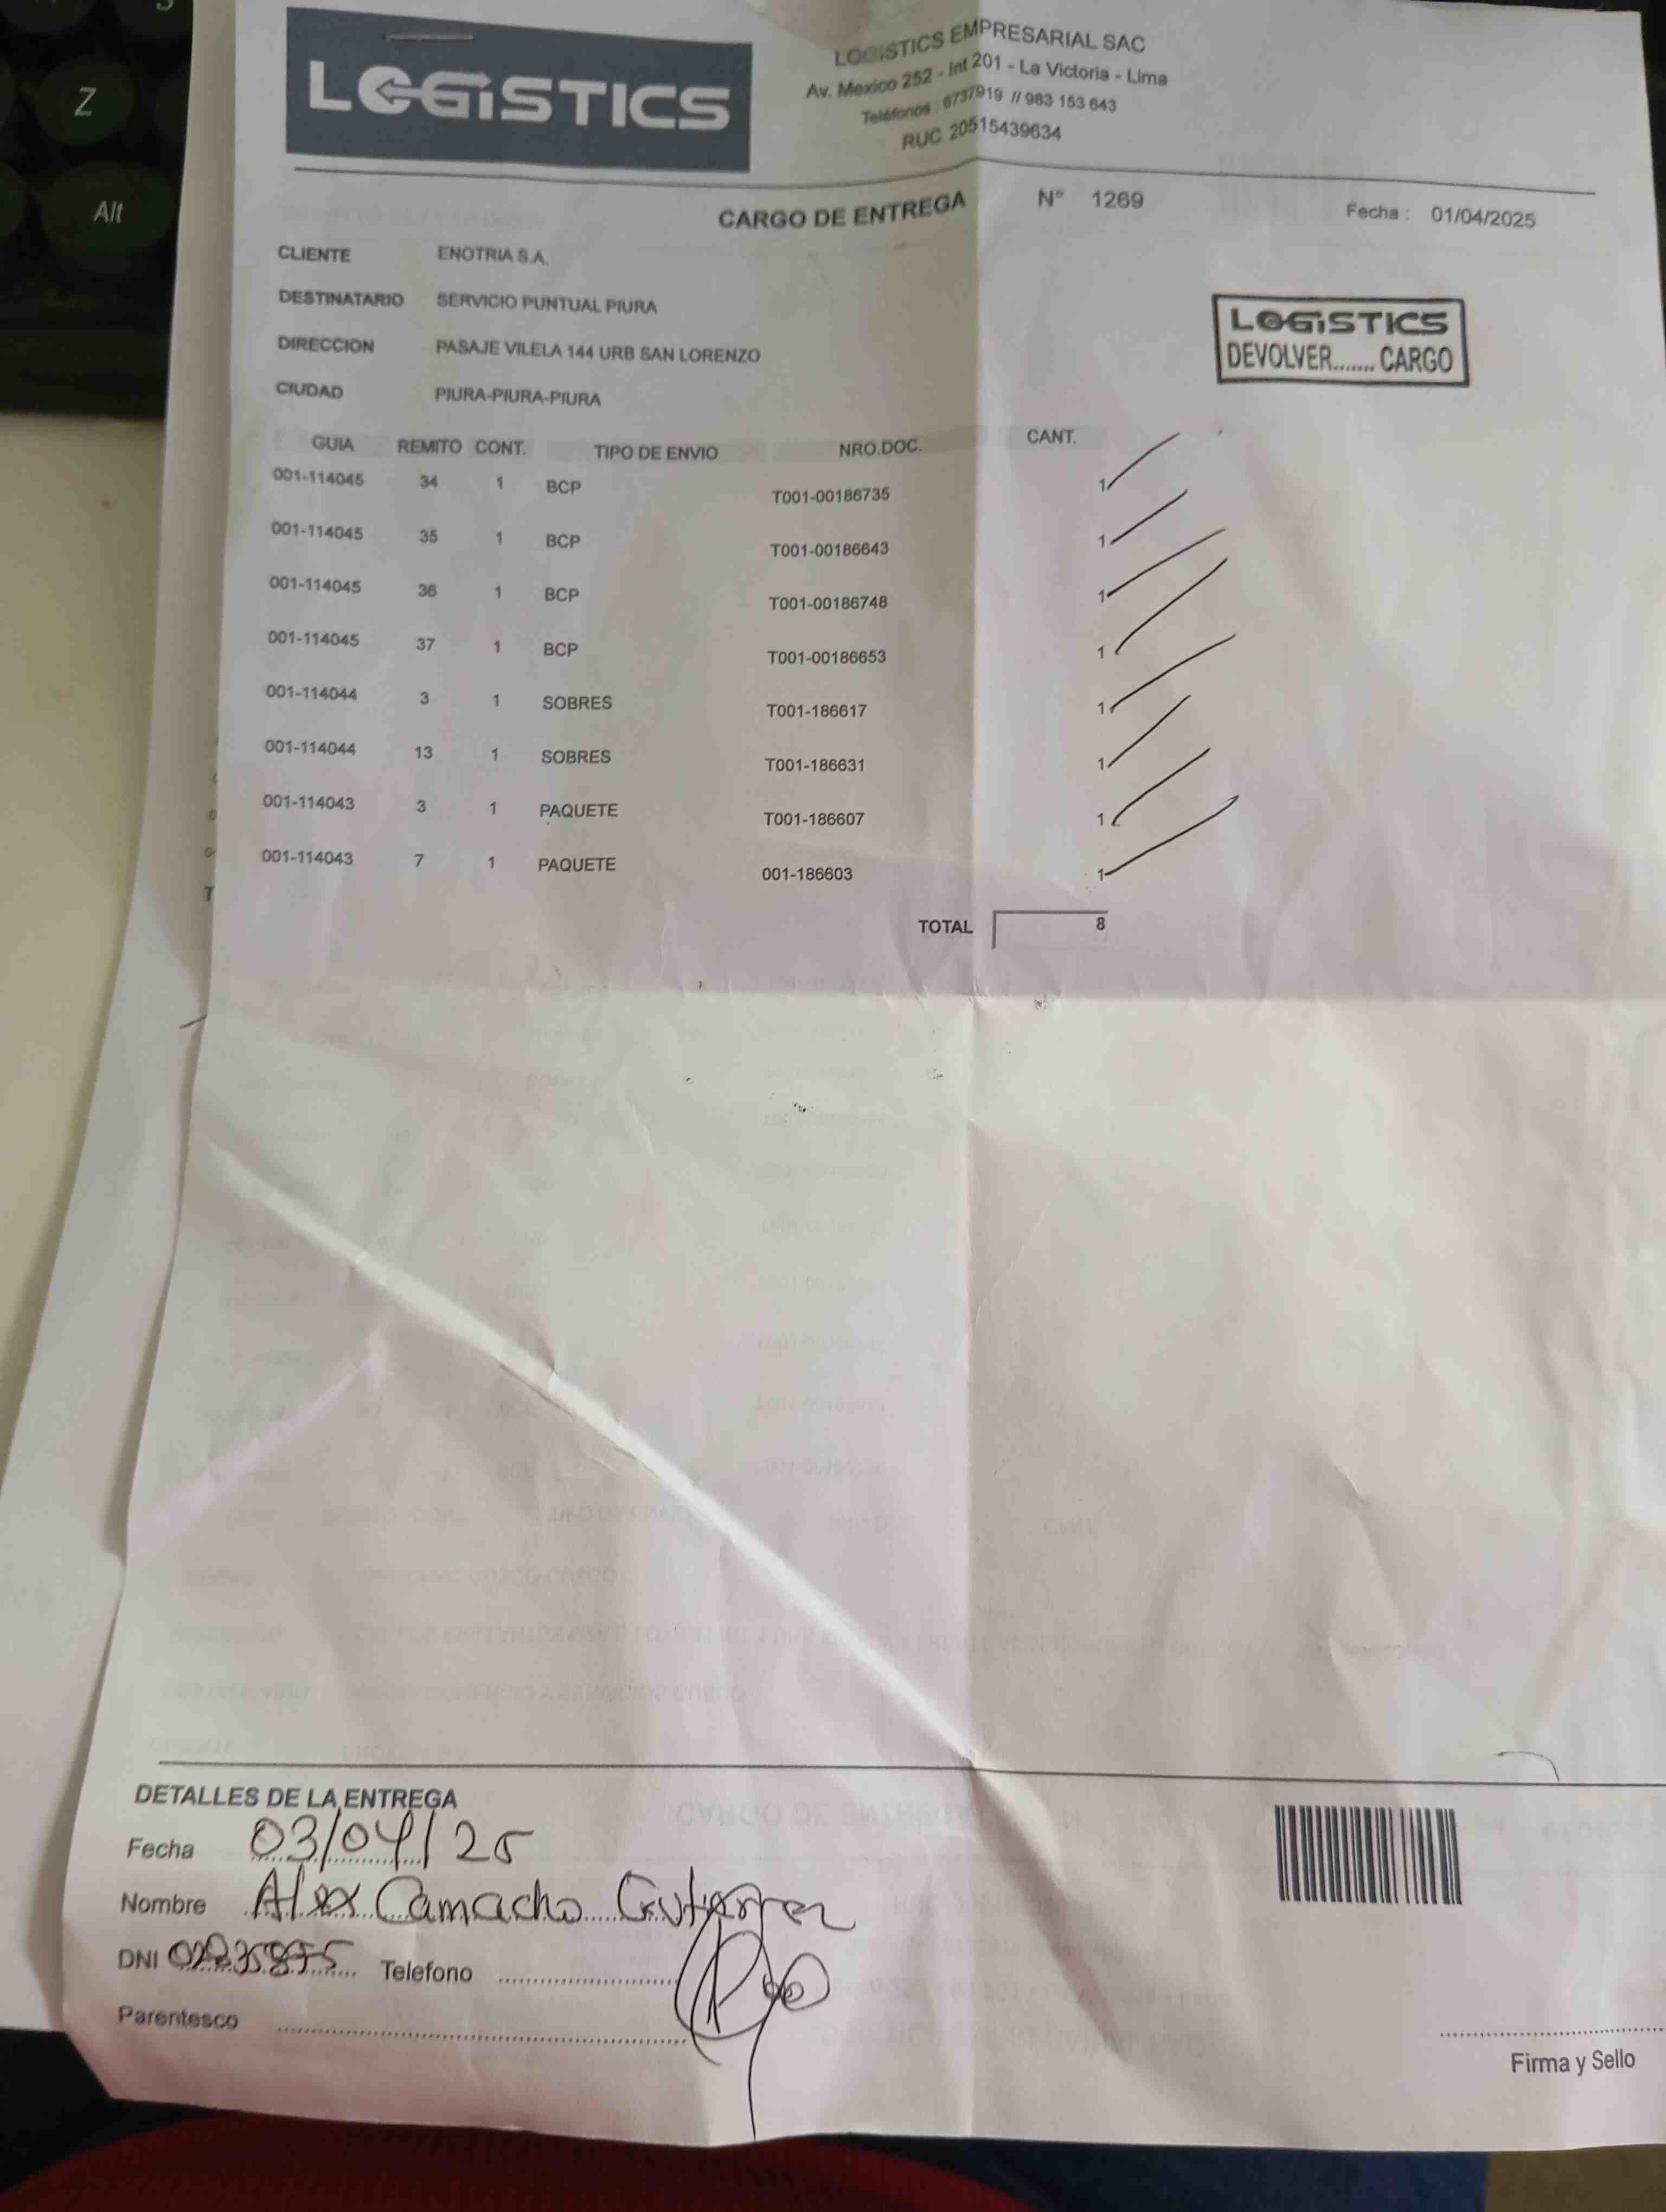 LOGISTICS
LOGISTICS EMPRESARIAL SAC
Av. Mexico 252 - Int 201 - La Victoria - Lima
Teléfonos : 6737919 // 983 153 643
RUC 20515439634
CARGO DE ENTREGA N° 1269 Fecha : 01/04/2025
CLIENTE ENOTRIA S.A.
DESTINATARIO SERVICIO PUNTUAL PIURA
DIRECCION PASAJE VILELA 144 URB SAN LORENZO
CIUDAD PIURA-PIURA-PIURA
LOGISTICS
DEVOLVER....... CARGO
GUIA REMITO CONT. TIPO DE ENVIO NRO.DOC. CANT.
001-114045 34 1 BCP T001-00186735 1
001-114045 35 1 BCP T001-00186643 1
001-114045 36 1 BCP T001-00186748 1
001-114045 37 1 BCP T001-00186653 1
001-114044 3 1 SOBRES T001-186617 1
001-114044 13 1 SOBRES T001-186631 1
001-114043 3 1 PAQUETE T001-186607 1
001-114043 7 1 PAQUETE 001-186603 1
TOTAL 8
DETALLES DE LA ENTREGA
Fecha 03/04/25
Nombre Alex Camacho Gutierrez
DNI Telefono
Parentesco
Firma y Sello
Z
Alt